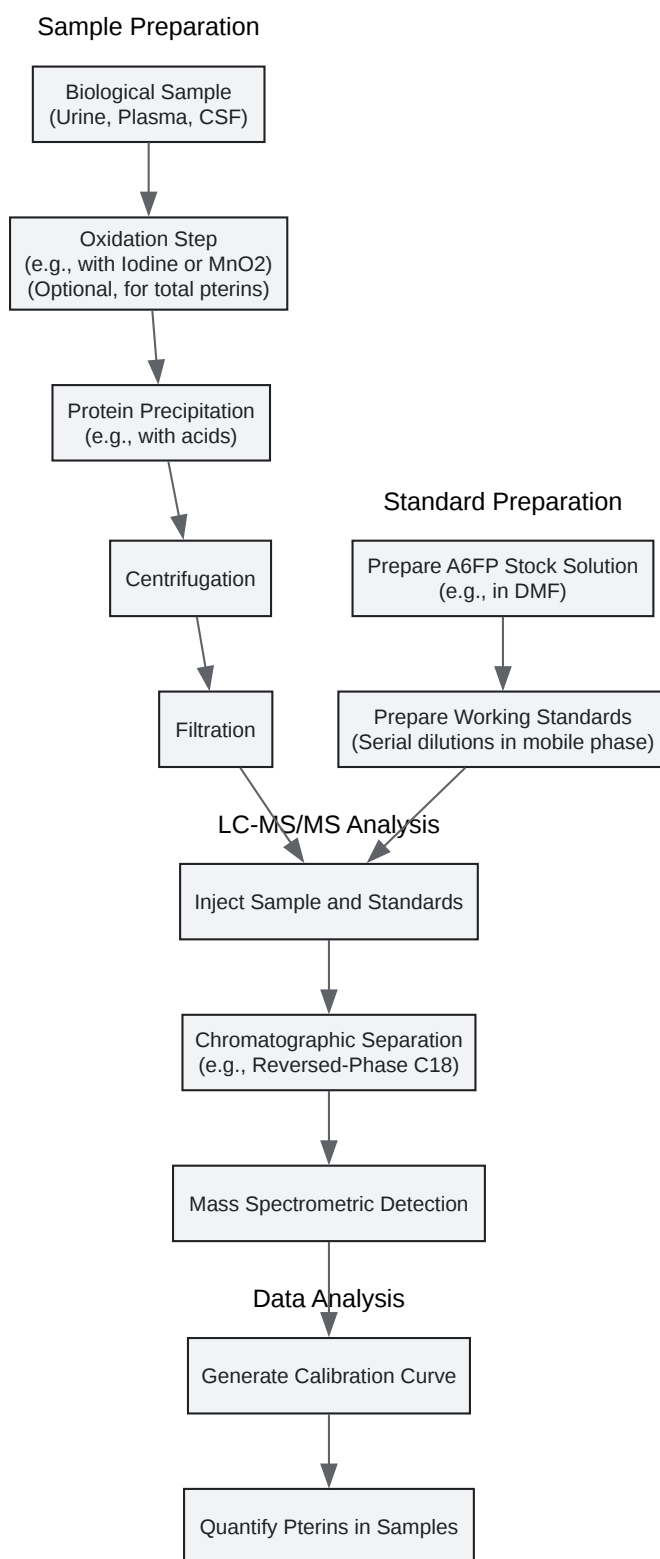 Sample Preparation
Biological Sample
(Urine, Plasma, CSF)
Oxidation Step
(e.g., with Iodine or MnO2)
(Optional, for total pterins)
Protein Precipitation
(e.g., with acids)
Centrifugation
Filtration
Standard Preparation
Prepare A6FP Stock Solution
(e.g., in DMF)
Prepare Working Standards
(Serial dilutions in mobile phase)
LC-MS/MS Analysis
Inject Sample and Standards
Chromatographic Separation
(e.g., Reversed-Phase C18)
Mass Spectrometric Detection
Data Analysis
Generate Calibration Curve
Quantify Pterins in Samples